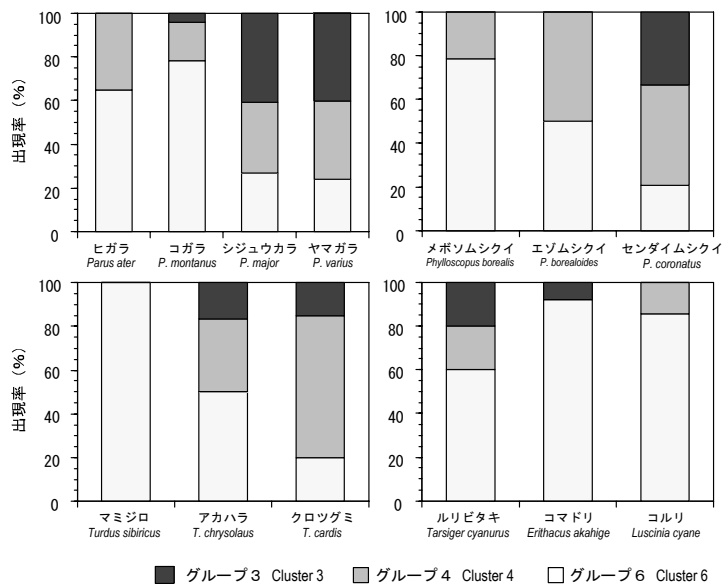 出現率 (%)
100
80
60
40
20
0
ヒガラ コガラ シジュウカラ ヤマガラ
Parus ater P. montanus P. major P. varius
100
80
60
40
20
0
メボソムシクイ エゾムシクイ センダイムシクイ
Phylloscopus borealis P. borealoides P. coronatus
出現率 (%)
100
80
60
40
20
0
マミジロ アカハラ クロツグミ
Turdus sibiricus T. chrysolaus T. cardis
100
80
60
40
20
0
ルリビタキ コマドリ コルリ
Tarsiger cyanurus Erithacus akahige Luscinia cyane
グループ3 Cluster 3 グループ4 Cluster 4 グループ6 Cluster 6